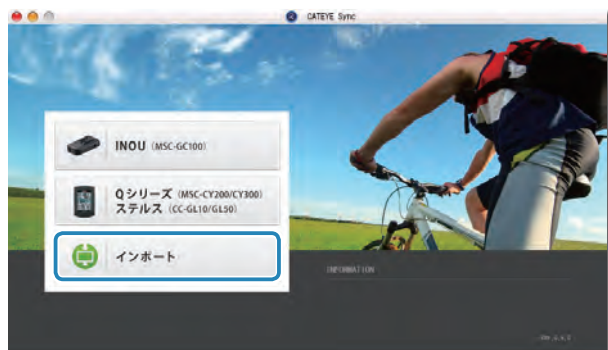 CATEYE Sync
INOU (MSC-GC100)
Qシリーズ (MSC-CY200/CY300)
ステルス (CC-GL10/GL50)
インポート
INFORMATION